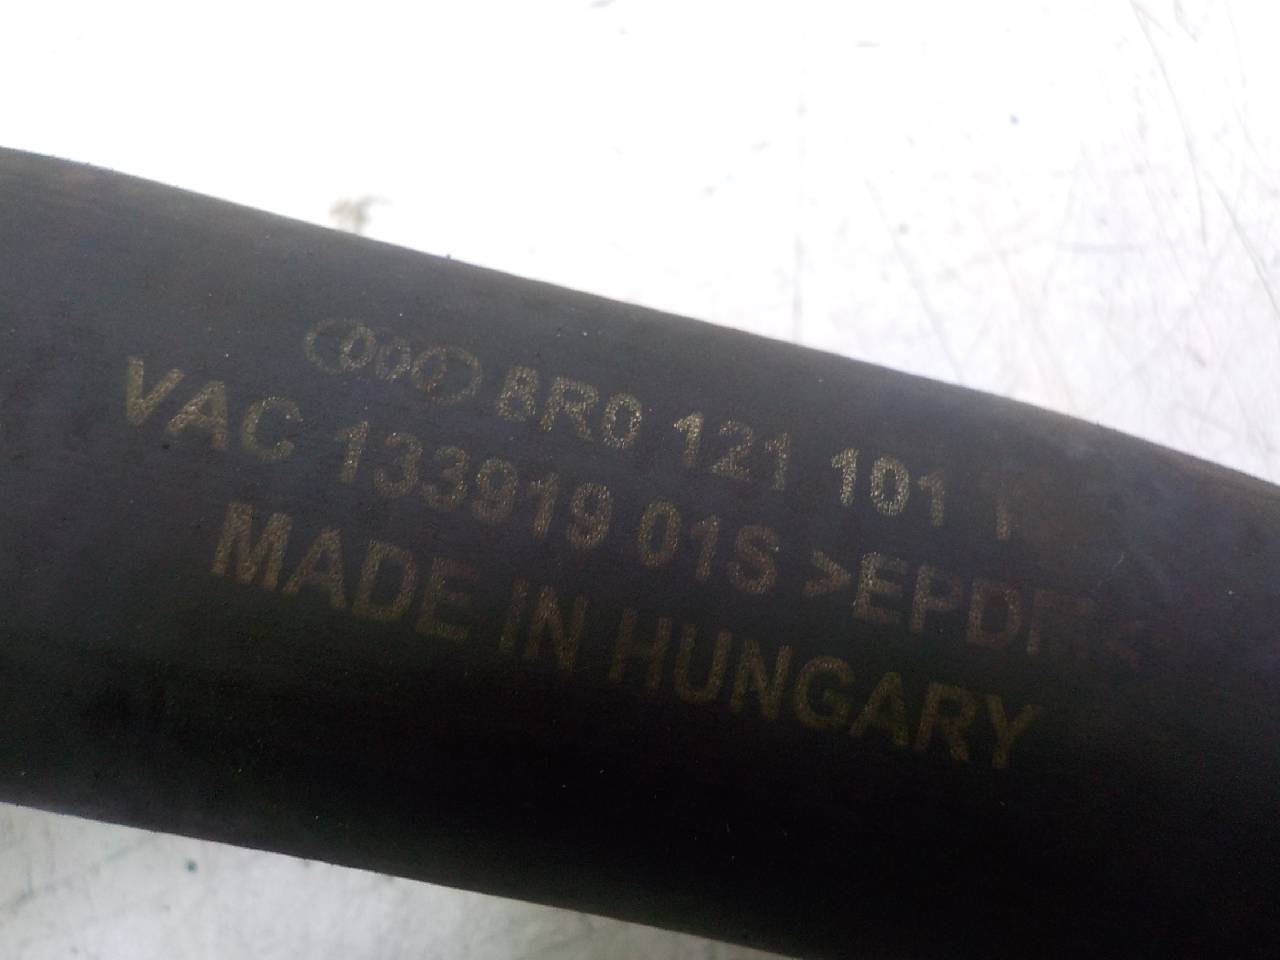 8R0 121 101
VAC 133919 01S >EPDM<
MADE IN HUNGARY